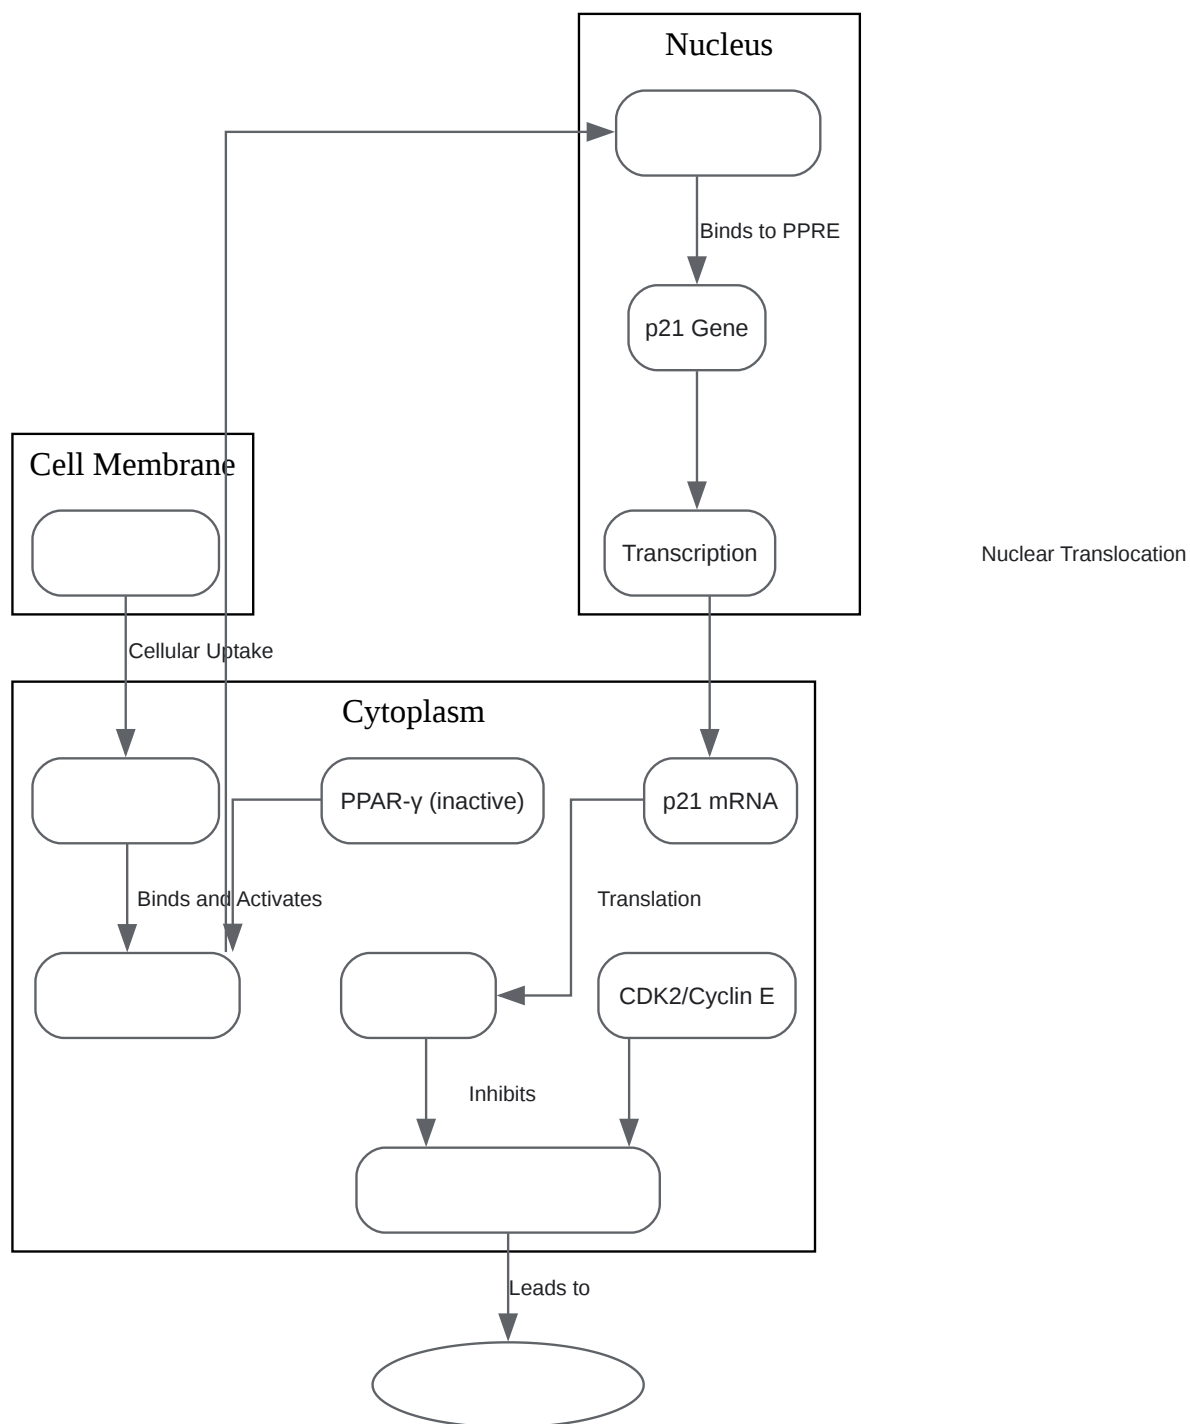 Nucleus
Binds to PPRE
p21 Gene
Cell Membrane
Transcription
Nuclear Translocation
Cellular Uptake
Cytoplasm
PPAR-γ (inactive)
p21 mRNA
Binds and Activates
Translation
CDK2/Cyclin E
Inhibits
Leads to